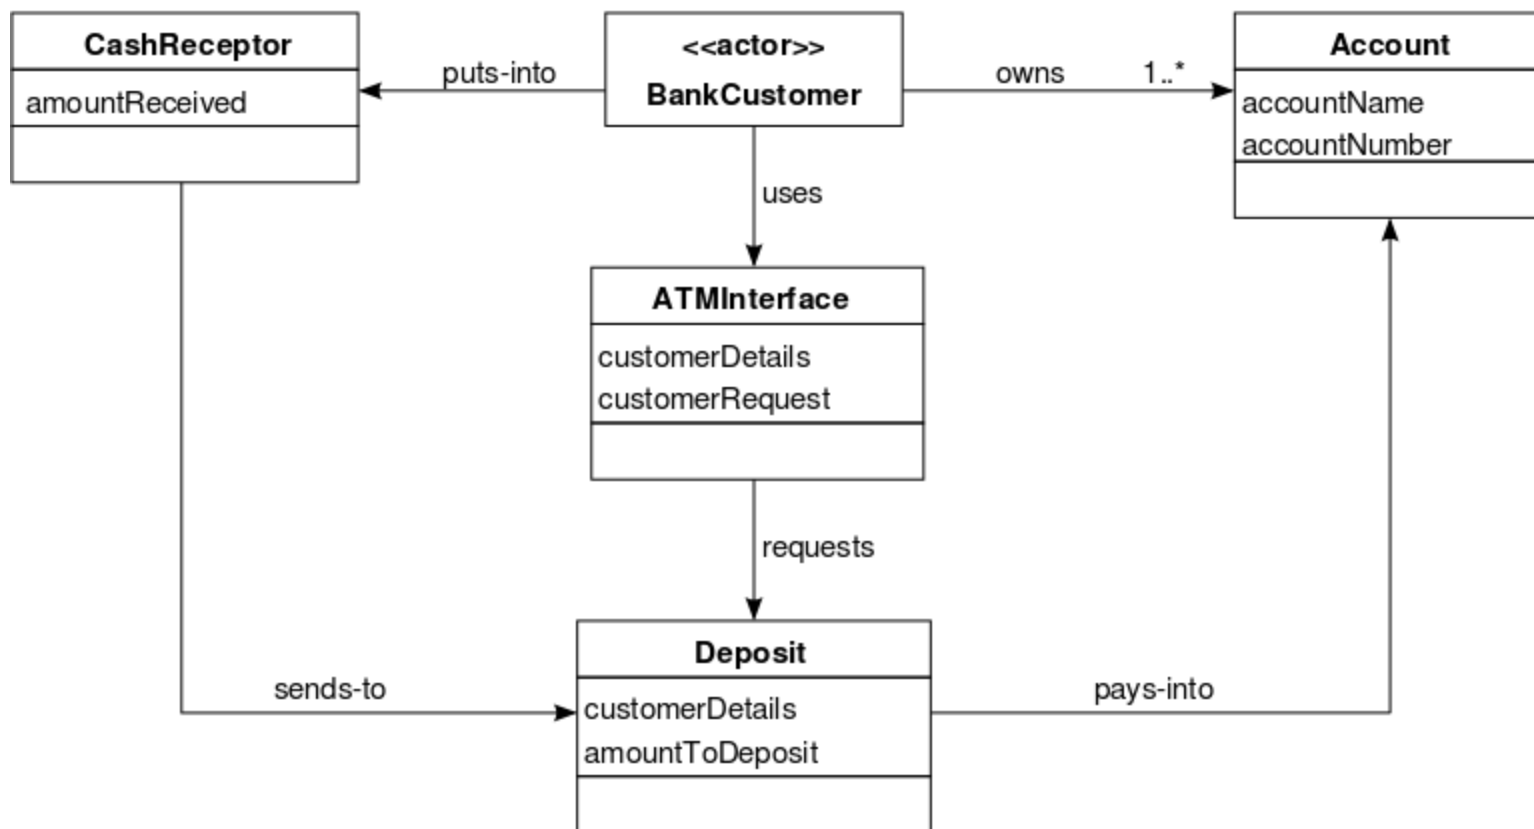 CashReceptor
amountReceived
puts-into
<<actor>>
BankCustomer
owns
1..*
Account
accountName
accountNumber
uses
ATMInterface
customerDetails
customerRequest
requests
Deposit
customerDetails
amountToDeposit
sends-to
pays-into